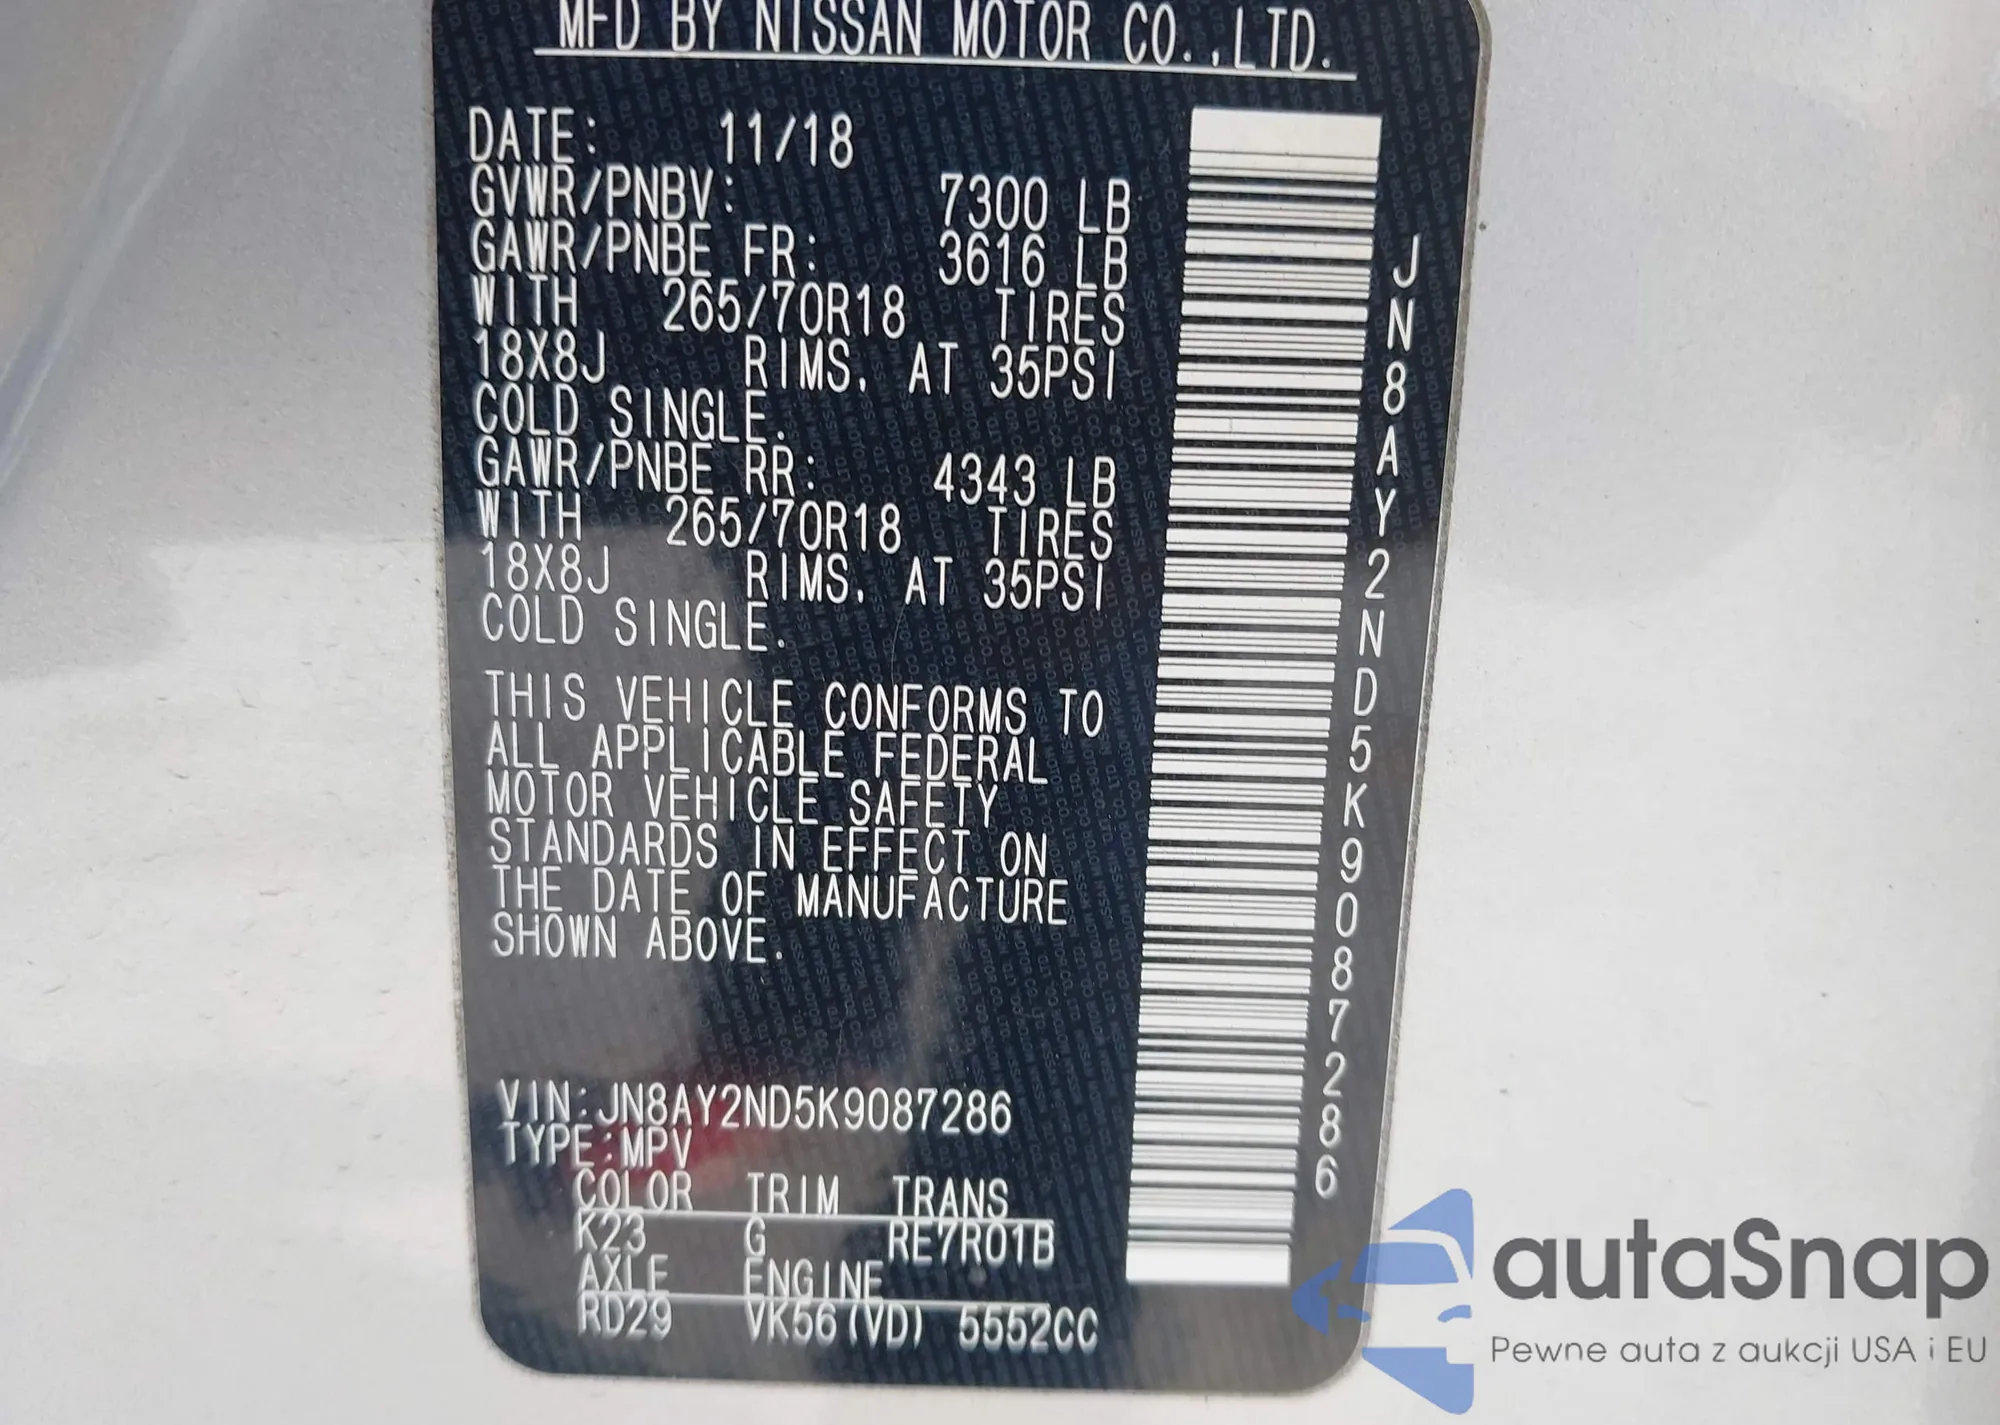 MFD BY NISSAN MOTOR CO.,LTD.
DATE: 11/18
GVWR/PNBV: 7300 LB
GAWR/PNBE FR: 3616 LB
WITH 265/70R18 TIRES
18X8J RIMS. AT 35PSI
COLD SINGLE.
GAWR/PNBE RR: 4343 LB
WITH 265/70R18 TIRES
18X8J RIMS. AT 35PSI
COLD SINGLE.
THIS VEHICLE CONFORMS TO
ALL APPLICABLE FEDERAL
MOTOR VEHICLE SAFETY
STANDARDS IN EFFECT ON
THE DATE OF MANUFACTURE
SHOWN ABOVE.
VIN:JN8AY2ND5K9087286
TYPE:MPV
COLOR TRIM TRANS
K23 G RE7R01B
AXLE ENGINE
RD29 VK56(VD) 5552CC
JN8AY2ND5K9087286
autaSnap
Pewne auta z aukcji USA i EU